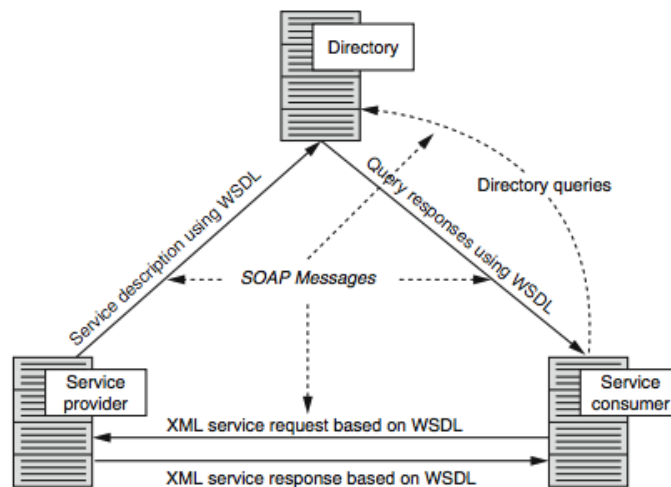 Directory
Service description using WSDL
Query responses using WSDL
Directory queries
SOAP Messages
Service
provider
Service
consumer
XML service request based on WSDL
XML service response based on WSDL